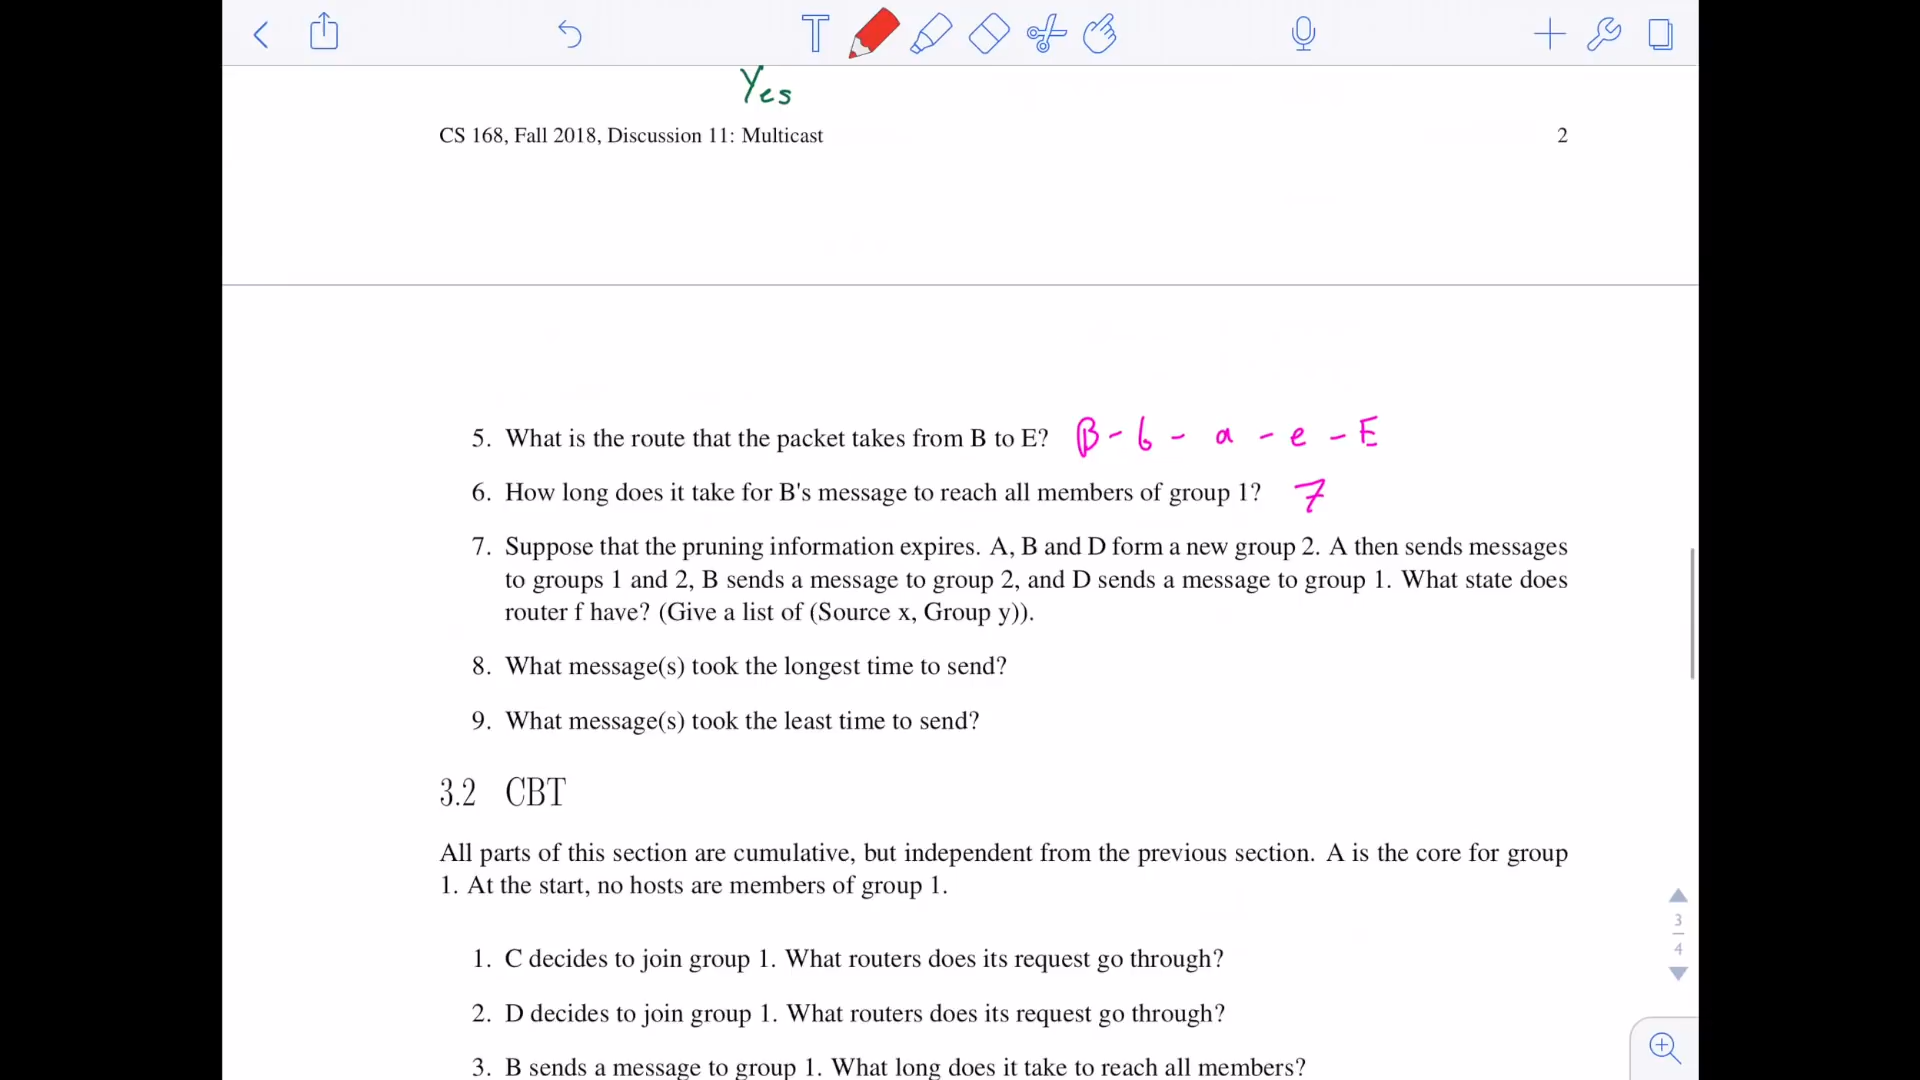 T
Yes
CS 168, Fall 2018, Discussion 11: Multicast 2
5. What is the route that the packet takes from B to E? B - b - a - e - E
6. How long does it take for B's message to reach all members of group 1? 7
7. Suppose that the pruning information expires. A, B and D form a new group 2. A then sends messages
to groups 1 and 2, B sends a message to group 2, and D sends a message to group 1. What state does
router f have? (Give a list of (Source x, Group y)).
8. What message(s) took the longest time to send?
9. What message(s) took the least time to send?
3.2 CBT
All parts of this section are cumulative, but independent from the previous section. A is the core for group
1. At the start, no hosts are members of group 1.
3
4
1. C decides to join group 1. What routers does its request go through?
2. D decides to join group 1. What routers does its request go through?
3. B sends a message to group 1. What long does it take to reach all members?